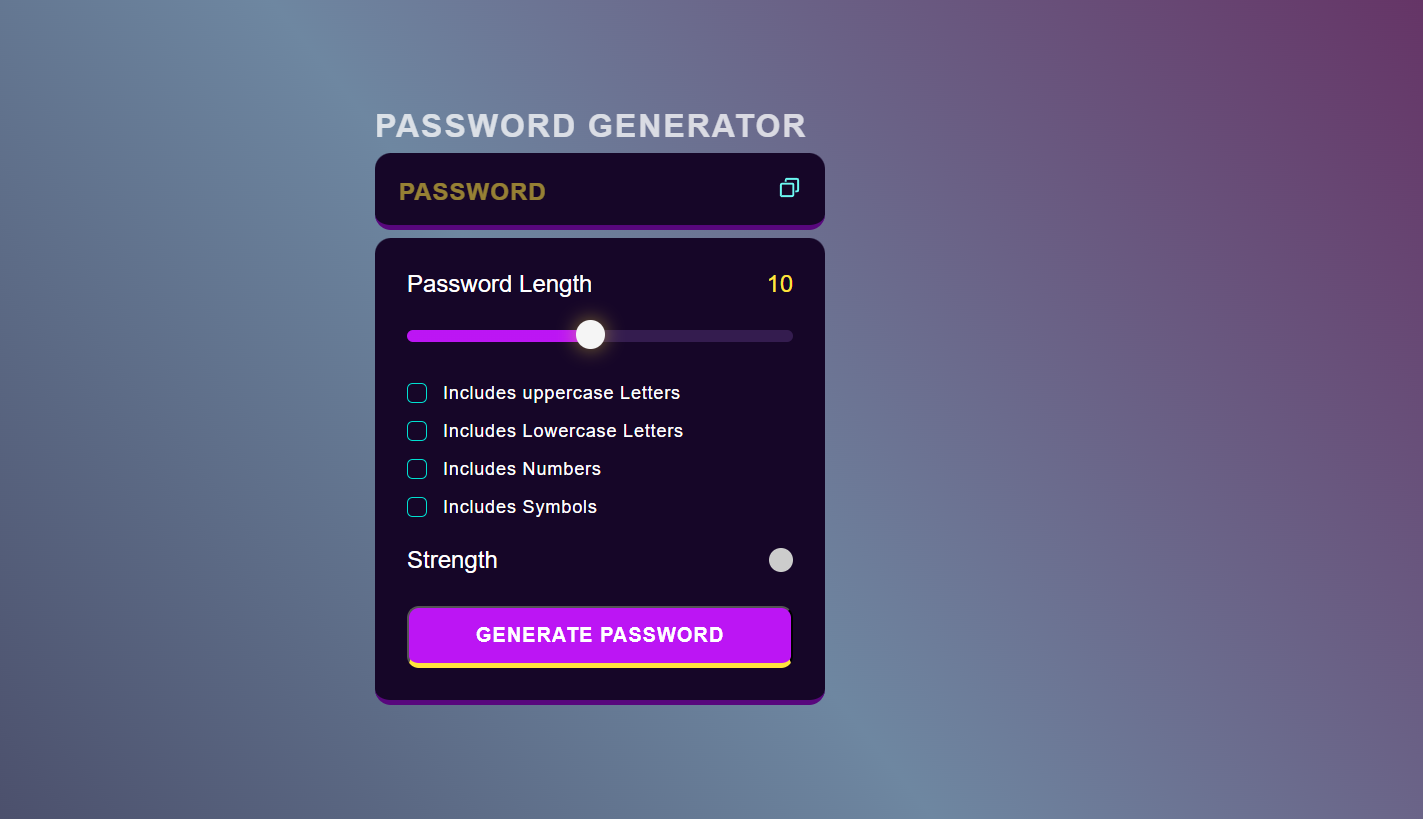 PASSWORD GENERATOR
PASSWORD
Password Length 10
Includes uppercase Letters
Includes Lowercase Letters
Includes Numbers
Includes Symbols
Strength
GENERATE PASSWORD